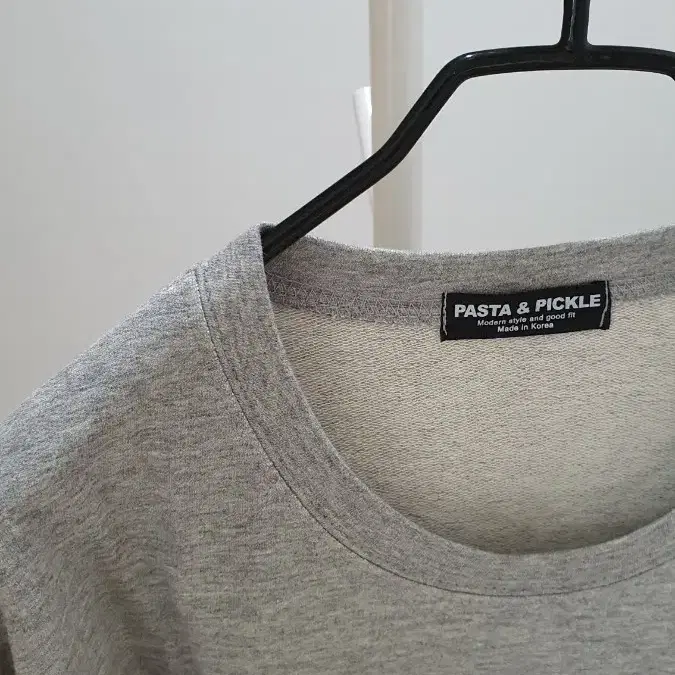 PASTA & PICKLE
Modern style and good fit
Made in Korea